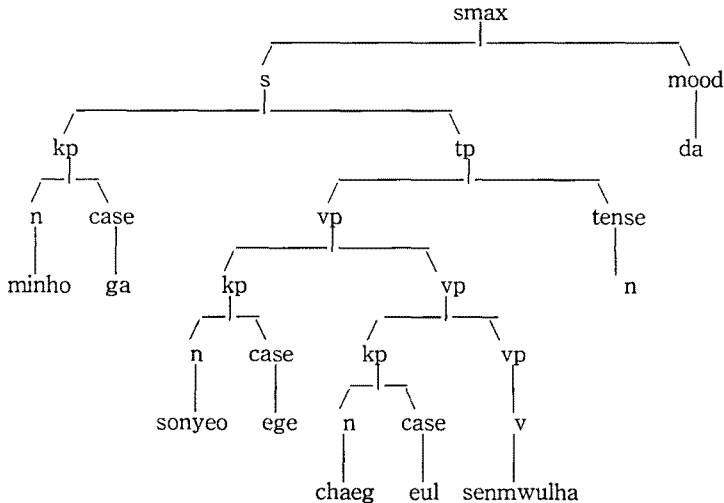 smax
s mood
kp tp da
n case vp tense
minho ga kp vp n
n case kp vp
sonyeo ege n case v
chaeg eul senmwulha